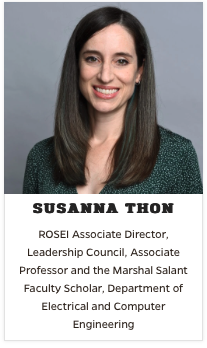 SUSANNA THON
ROSEI Associate Director,
Leadership Council, Associate
Professor and the Marshal Salant
Faculty Scholar, Department of
Electrical and Computer
Engineering